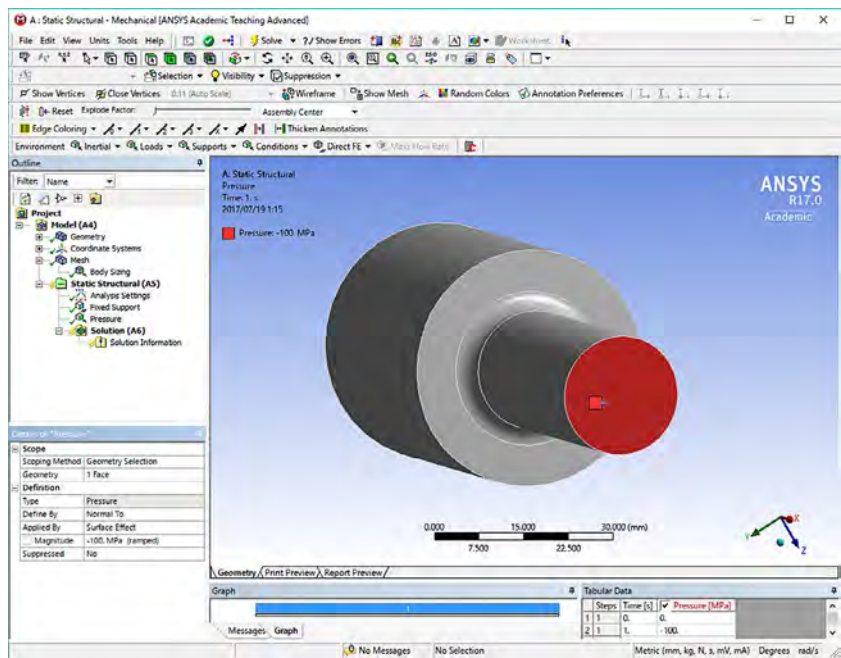 A : Static Structural - Mechanical [ANSYS Academic Teaching Advanced]
File Edit View Units Tools Help Solve ?/ Show Errors Worksheet
Selection Visibility Suppression
Show Vertices Close Vertices 0.11 (Auto Scale) Wireframe Show Mesh Random Colors Annotation Preferences
Reset Explode Factor: Assembly Center
Edge Coloring Thicken Annotations
Environment Inertial Loads Supports Conditions Direct FE Mass Flow Rate
Outline
Filter: Name
Project
Model (A4)
Geometry
Coordinate Systems
Mesh
Body Sizing
Static Structural (A5)
Analysis Settings
Fixed Support
Pressure
Solution (A6)
Solution Information
A: Static Structural
Pressure
Time: 1. s
2017/07/19 1:15
Pressure: -100. MPa
ANSYS
R17.0
Academic
0.000 15.000 30.000 (mm)
7.500 22.500
X
Y
Z
Details of "Pressure"
Scope
Scoping Method Geometry Selection
Geometry 1 Face
Definition
Type Pressure
Define By Normal To
Applied By Surface Effect
Magnitude -100. MPa (ramped)
Suppressed No
Geometry Print Preview Report Preview
Graph
1
Messages Graph
Tabular Data
Steps Time [s] Pressure [MPa]
1 1 0. 0.
2 1 1. -100.
No Messages No Selection Metric (mm, kg, N, s, mV, mA) Degrees rad/s